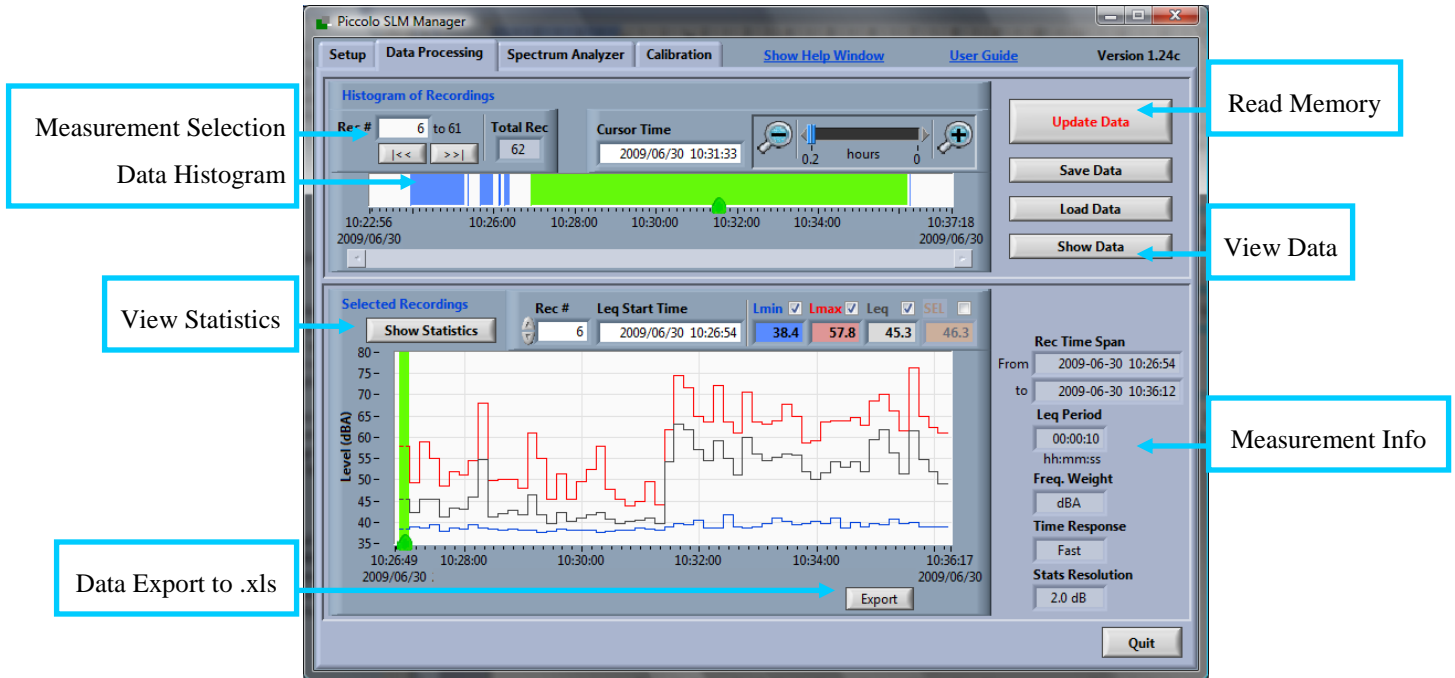 Piccolo SLM Manager
Setup Data Processing Spectrum Analyzer Calibration Show Help Window User Guide Version 1.24c
Histogram of Recordings
Rec # 6 to 61 Total Rec
|<< >>| 62
Cursor Time
2009/06/30 10:31:33
0.2 hours 0
10:22:56 10:26:00 10:28:00 10:30:00 10:32:00 10:34:00 10:37:18
2009/06/30 2009/06/30
Update Data
Save Data
Load Data
Show Data
Selected Recordings
Show Statistics
Rec # Leq Start Time Lmin Lmax Leq SEL
6 2009/06/30 10:26:54 38.4 57.8 45.3 46.3
Level (dBA)
80
75
70
65
60
55
50
45
40
35
10:26:49 10:28:00 10:30:00 10:32:00 10:34:00 10:36:17
2009/06/30 2009/06/30
Export
Rec Time Span
From 2009-06-30 10:26:54
to 2009-06-30 10:36:12
Leq Period
00:00:10
hh:mm:ss
Freq. Weight
dBA
Time Response
Fast
Stats Resolution
2.0 dB
Quit
Measurement Selection
Data Histogram
View Statistics
Data Export to .xls
Read Memory
View Data
Measurement Info